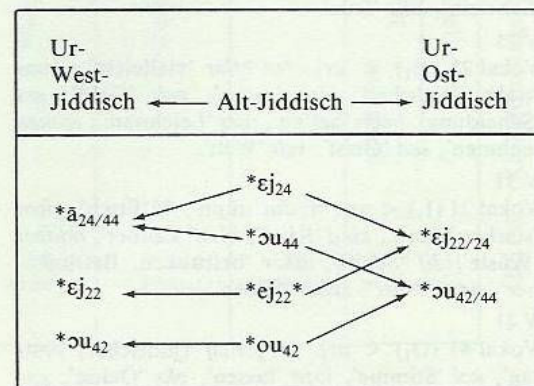 Ur-
West-
Jiddisch ← Alt-Jiddisch → Ur-
Ost-
Jiddisch
*ɛj₂₄
*ā₂₄/₄₄
*ɔu₄₄
*ɛj₂₂/₂₄
*ɛj₂₂
*ej₂₂*
*ɔu₄₂/₄₄
*ɔu₄₂
*ou₄₂